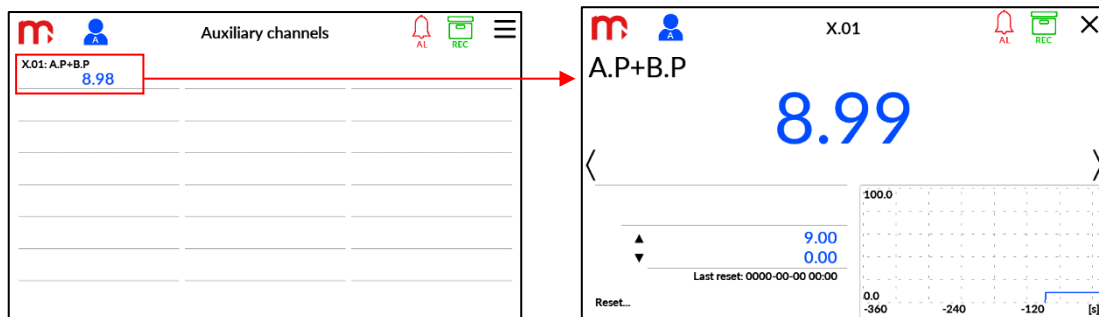 m A Auxiliary channels AL REC
X.01: A.P+B.P
8.98
m A X.01 AL REC
A.P+B.P
8.99
▲ 9.00
▼ 0.00
Last reset: 0000-00-00 00:00
Reset...
100.0
0.0
-360 -240 -120 [s]